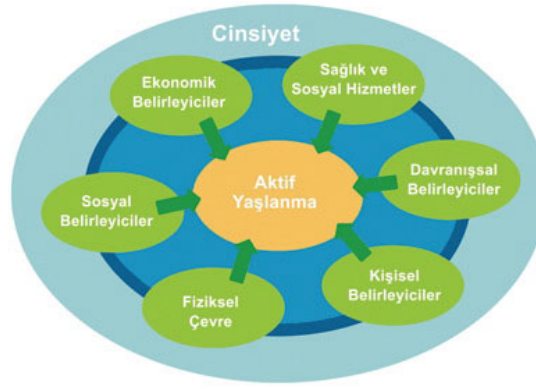 Cinsiyet
Ekonomik
Belirleyiciler
Sağlık ve
Sosyal Hizmetler
Davranışsal
Belirleyiciler
Kişisel
Belirleyiciler
Fiziksel
Çevre
Sosyal
Belirleyiciler
Aktif
Yaşlanma